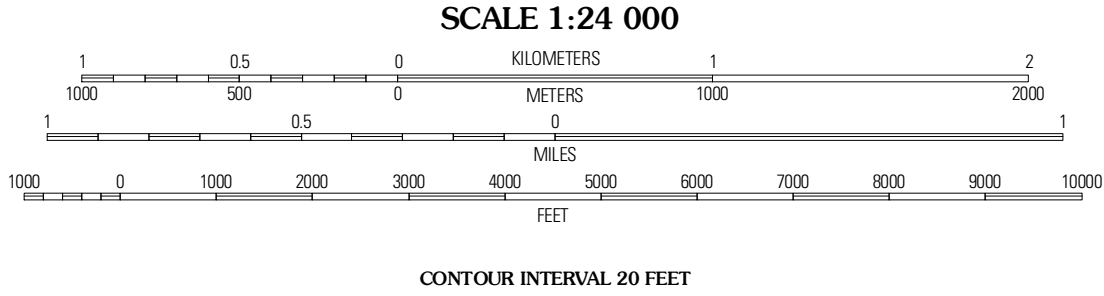 SCALE 1:24 000
1 0.5 0 KILOMETERS 1 2
1000 500 0 METERS 1000 2000
1 0.5 0 1
MILES
1000 0 1000 2000 3000 4000 5000 6000 7000 8000 9000 10000
FEET
CONTOUR INTERVAL 20 FEET